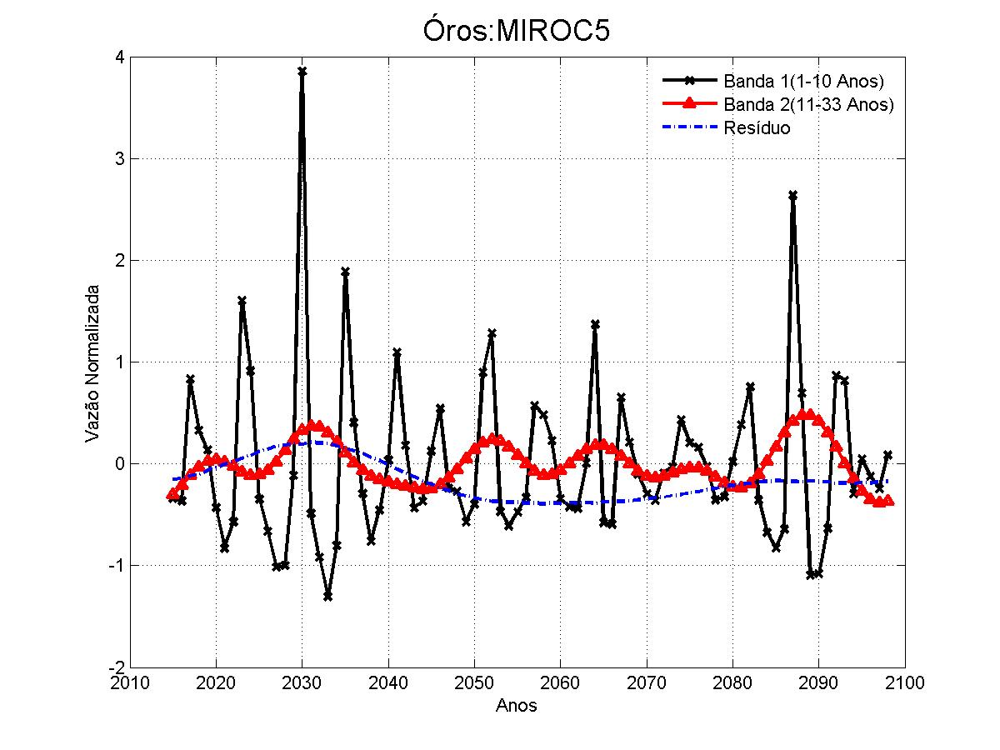 Óros:MIROC5
Banda 1(1-10 Anos)
Banda 2(11-33 Anos)
Resíduo
Vazão Normalizada
4
3
2
1
0
-1
-2
2010 2020 2030 2040 2050 2060 2070 2080 2090 2100
Anos